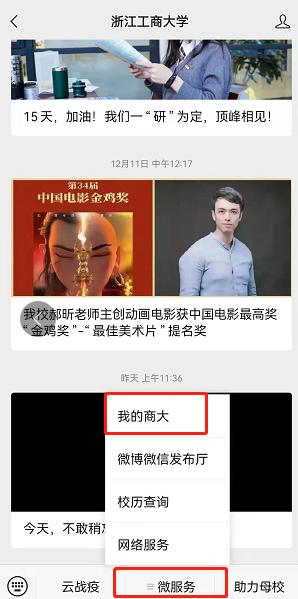 浙江工商大学
15天，加油！我们一“研”为定，顶峰相见！
12月11日 中午12:17
第34届
中国电影金鸡奖
我校郝昕老师主创动画电影获中国电影最高奖
“金鸡奖”-“最佳美术片”提名奖
昨天 上午11:36
我的商大
微博微信发布厅
校历查询
网络服务
今天，不敢稍忘
云战疫
微服务
助力母校